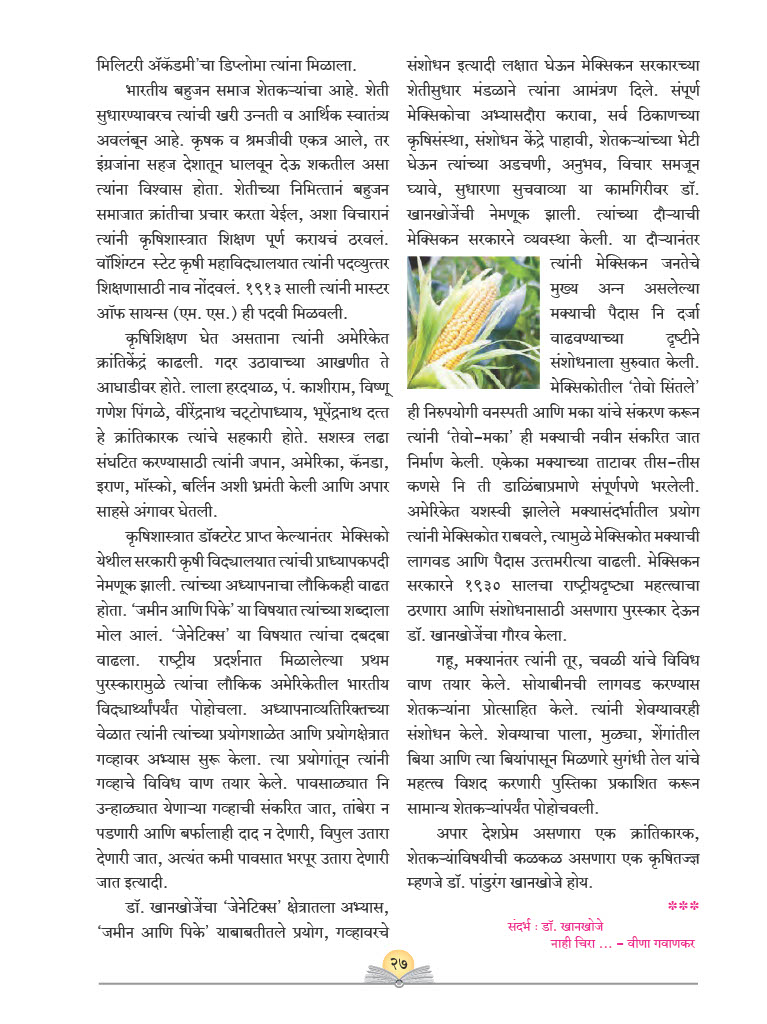 मिलिटरी ॲकॅडमी’चा डिप्लोमा त्यांना मिळाला.
भारतीय बहुजन समाज शेतकऱ्यांचा आहे. शेती
सुधारण्यावरच त्यांची खरी उन्नती व आर्थिक स्वातंत्र्य
अवलंबून आहे. कृषक व श्रमजीवी एकत्र आले, तर
इंग्रजांना सहज देशातून घालवून देऊ शकतील असा
त्यांना विश्वास होता. शेतीच्या निमित्तानं बहुजन
समाजात क्रांतीचा प्रचार करता येईल, अशा विचारानं
त्यांनी कृषिशास्त्रात शिक्षण पूर्ण करायचं ठरवलं.
वॉशिंग्टन स्टेट कृषी महाविद्यालयात त्यांनी पदव्युत्तर
शिक्षणासाठी नाव नोंदवलं. १९१३ साली त्यांनी मास्टर
ऑफ सायन्स (एम. एस.) ही पदवी मिळवली.
कृषिशिक्षण घेत असताना त्यांनी अमेरिकेत
क्रांतिकेंद्रं काढली. गदर उठावाच्या आखणीत ते
आघाडीवर होते. लाला हरदयाळ, पं. काशीराम, विष्णू
गणेश पिंगळे, वीरेंद्रनाथ चट्टोपाध्याय, भूपेंद्रनाथ दत्त
हे क्रांतिकारक त्यांचे सहकारी होते. सशस्त्र लढा
संघटित करण्यासाठी त्यांनी जपान, अमेरिका, कॅनडा,
इराण, मॉस्को, बर्लिन अशी भ्रमंती केली आणि अपार
साहसे अंगावर घेतली.
कृषिशास्त्रात डॉक्टरेट प्राप्त केल्यानंतर मेक्सिको
येथील सरकारी कृषी विद्यालयात त्यांची प्राध्यापकपदी
नेमणूक झाली. त्यांच्या अध्यापनाचा लौकिकही वाढत
होता. ‘जमीन आणि पिके’ या विषयात त्यांच्या शब्दाला
मोल आलं. ‘जेनेटिक्स’ या विषयात त्यांचा दबदबा
वाढला. राष्ट्रीय प्रदर्शनात मिळालेल्या प्रथम
पुरस्कारामुळे त्यांचा लौकिक अमेरिकेतील भारतीय
विद्यार्थ्यांपर्यंत पोहोचला. अध्यापनाव्यतिरिक्तच्या
वेळात त्यांनी त्यांच्या प्रयोगशाळेत आणि प्रयोगक्षेत्रात
गव्हावर अभ्यास सुरू केला. त्या प्रयोगांतून त्यांनी
गव्हाचे विविध वाण तयार केले. पावसाळ्यात नि
उन्हाळ्यात येणाऱ्या गव्हाची संकरित जात, तांबेरा न
पडणारी आणि बर्फालाही दाद न देणारी, विपुल उतारा
देणारी जात, अत्यंत कमी पावसात भरपूर उतारा देणारी
जात इत्यादी.
डॉ. खानखोजेंचा ‘जेनेटिक्स’ क्षेत्रातला अभ्यास,
‘जमीन आणि पिके’ याबाबतीतले प्रयोग, गव्हावरचे
संशोधन इत्यादी लक्षात घेऊन मेक्सिकन सरकारच्या
शेतीसुधार मंडळाने त्यांना आमंत्रण दिले. संपूर्ण
मेक्सिकोचा अभ्यासदौरा करावा, सर्व ठिकाणच्या
कृषिसंस्था, संशोधन केंद्रे पाहावी, शेतकऱ्यांच्या भेटी
घेऊन त्यांच्या अडचणी, अनुभव, विचार समजून
घ्यावे, सुधारणा सुचवाव्या या कामगिरीवर डॉ.
खानखोजेंची नेमणूक झाली. त्यांच्या दौऱ्याची
मेक्सिकन सरकारने व्यवस्था केली. या दौऱ्यानंतर
त्यांनी मेक्सिकन जनतेचे
मुख्य अन्न असलेल्या
मक्याची पैदास नि दर्जा
वाढवण्याच्या दृष्टीने
संशोधनाला सुरुवात केली.
मेक्सिकोतील ‘तेवो सिंतले’
ही निरुपयोगी वनस्पती आणि मका यांचे संकरण करून
त्यांनी ‘तेवो-मका’ ही मक्याची नवीन संकरित जात
निर्माण केली. एकेका मक्याच्या ताटावर तीस-तीस
कणसे नि ती डाळिंबाप्रमाणे संपूर्णपणे भरलेली.
अमेरिकेत यशस्वी झालेले मक्यासंदर्भातील प्रयोग
त्यांनी मेक्सिकोत राबवले, त्यामुळे मेक्सिकोत मक्याची
लागवड आणि पैदास उत्तमरीत्या वाढली. मेक्सिकन
सरकारने १९३० सालचा राष्ट्रीयदृष्ट्या महत्त्वाचा
ठरणारा आणि संशोधनासाठी असणारा पुरस्कार देऊन
डॉ. खानखोजेंचा गौरव केला.
गहू, मक्यानंतर त्यांनी तूर, चवळी यांचे विविध
वाण तयार केले. सोयाबीनची लागवड करण्यास
शेतकऱ्यांना प्रोत्साहित केले. त्यांनी शेवग्यावरही
संशोधन केले. शेवग्याचा पाला, मुळ्या, शेंगांतील
बिया आणि त्या बियांपासून मिळणारे सुगंधी तेल यांचे
महत्त्व विशद करणारी पुस्तिका प्रकाशित करून
सामान्य शेतकऱ्यांपर्यंत पोहोचवली.
अपार देशप्रेम असणारा एक क्रांतिकारक,
शेतकऱ्यांविषयीची कळकळ असणारा एक कृषितज्ज्ञ
म्हणजे डॉ. पांडुरंग खानखोजे होय.
***
संदर्भ : डॉ. खानखोजे
नाही चिरा ... - वीणा गवाणकर
२७